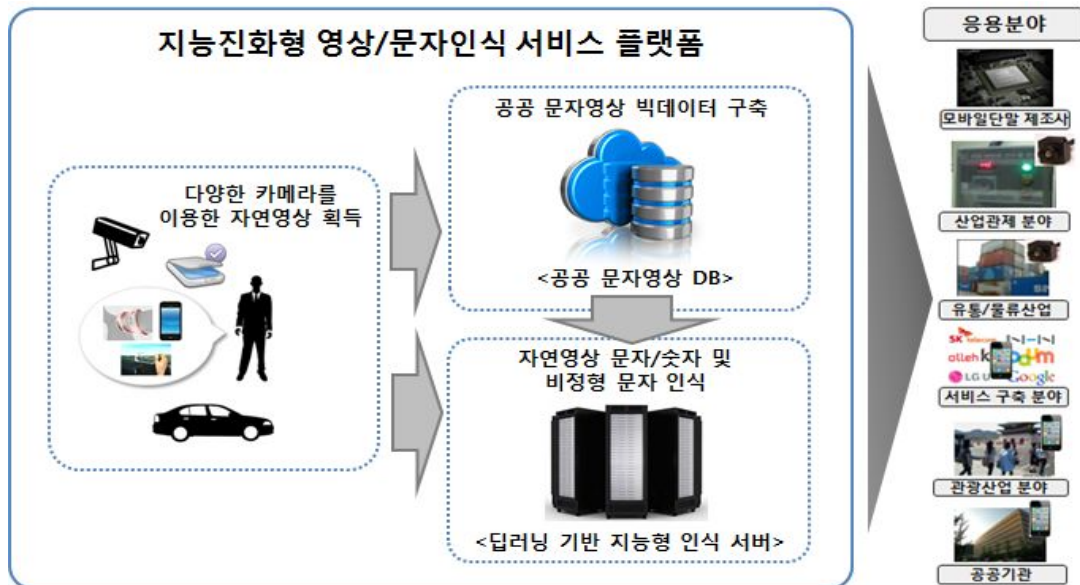 지능진화형 영상/문자인식 서비스 플랫폼
다양한 카메라를
이용한 자연영상 획득
공공 문자영상 빅데이터 구축
<공공 문자영상 DB>
자연영상 문자/숫자 및
비정형 문자 인식
<딥러닝 기반 지능형 인식 서버>
응용분야
모바일단말 제조사
산업관제 분야
유통/물류산업
SK telecom
olleh
LG U
Google
서비스 구축 분야
관광산업 분야
공공기관